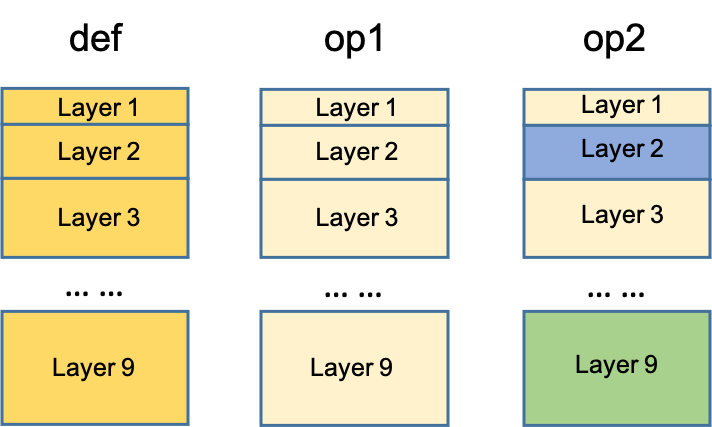 def op1 op2
Layer 1 Layer 1 Layer 1
Layer 2 Layer 2 Layer 2
Layer 3 Layer 3 Layer 3
... ... ... ... ... ...
Layer 9 Layer 9 Layer 9